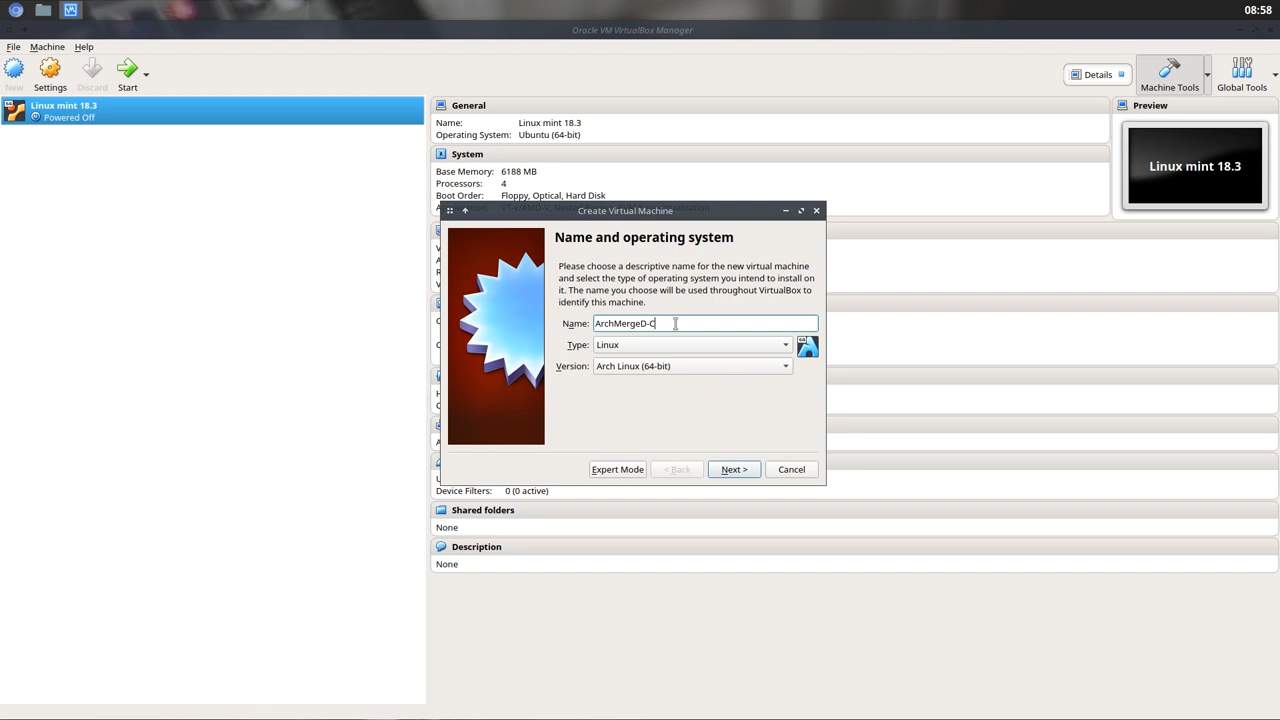 08:58
Oracle VM VirtualBox Manager
File Machine Help
New Settings Discard Start
Details Machine Tools Global Tools
Linux mint 18.3
Powered Off
General
Name: Linux mint 18.3
Operating System: Ubuntu (64-bit)
System
Base Memory: 6188 MB
Processors: 4
Boot Order: Floppy, Optical, Hard Disk
Preview
Linux mint 18.3
Create Virtual Machine
Name and operating system
Please choose a descriptive name for the new virtual machine
and select the type of operating system you intend to install on
it. The name you choose will be used throughout VirtualBox to
identify this machine.
Name: ArchMergeD-C
Type: Linux
64
Version: Arch Linux (64-bit)
Expert Mode < Back Next > Cancel
Device Filters: 0 (0 active)
Shared folders
None
Description
None